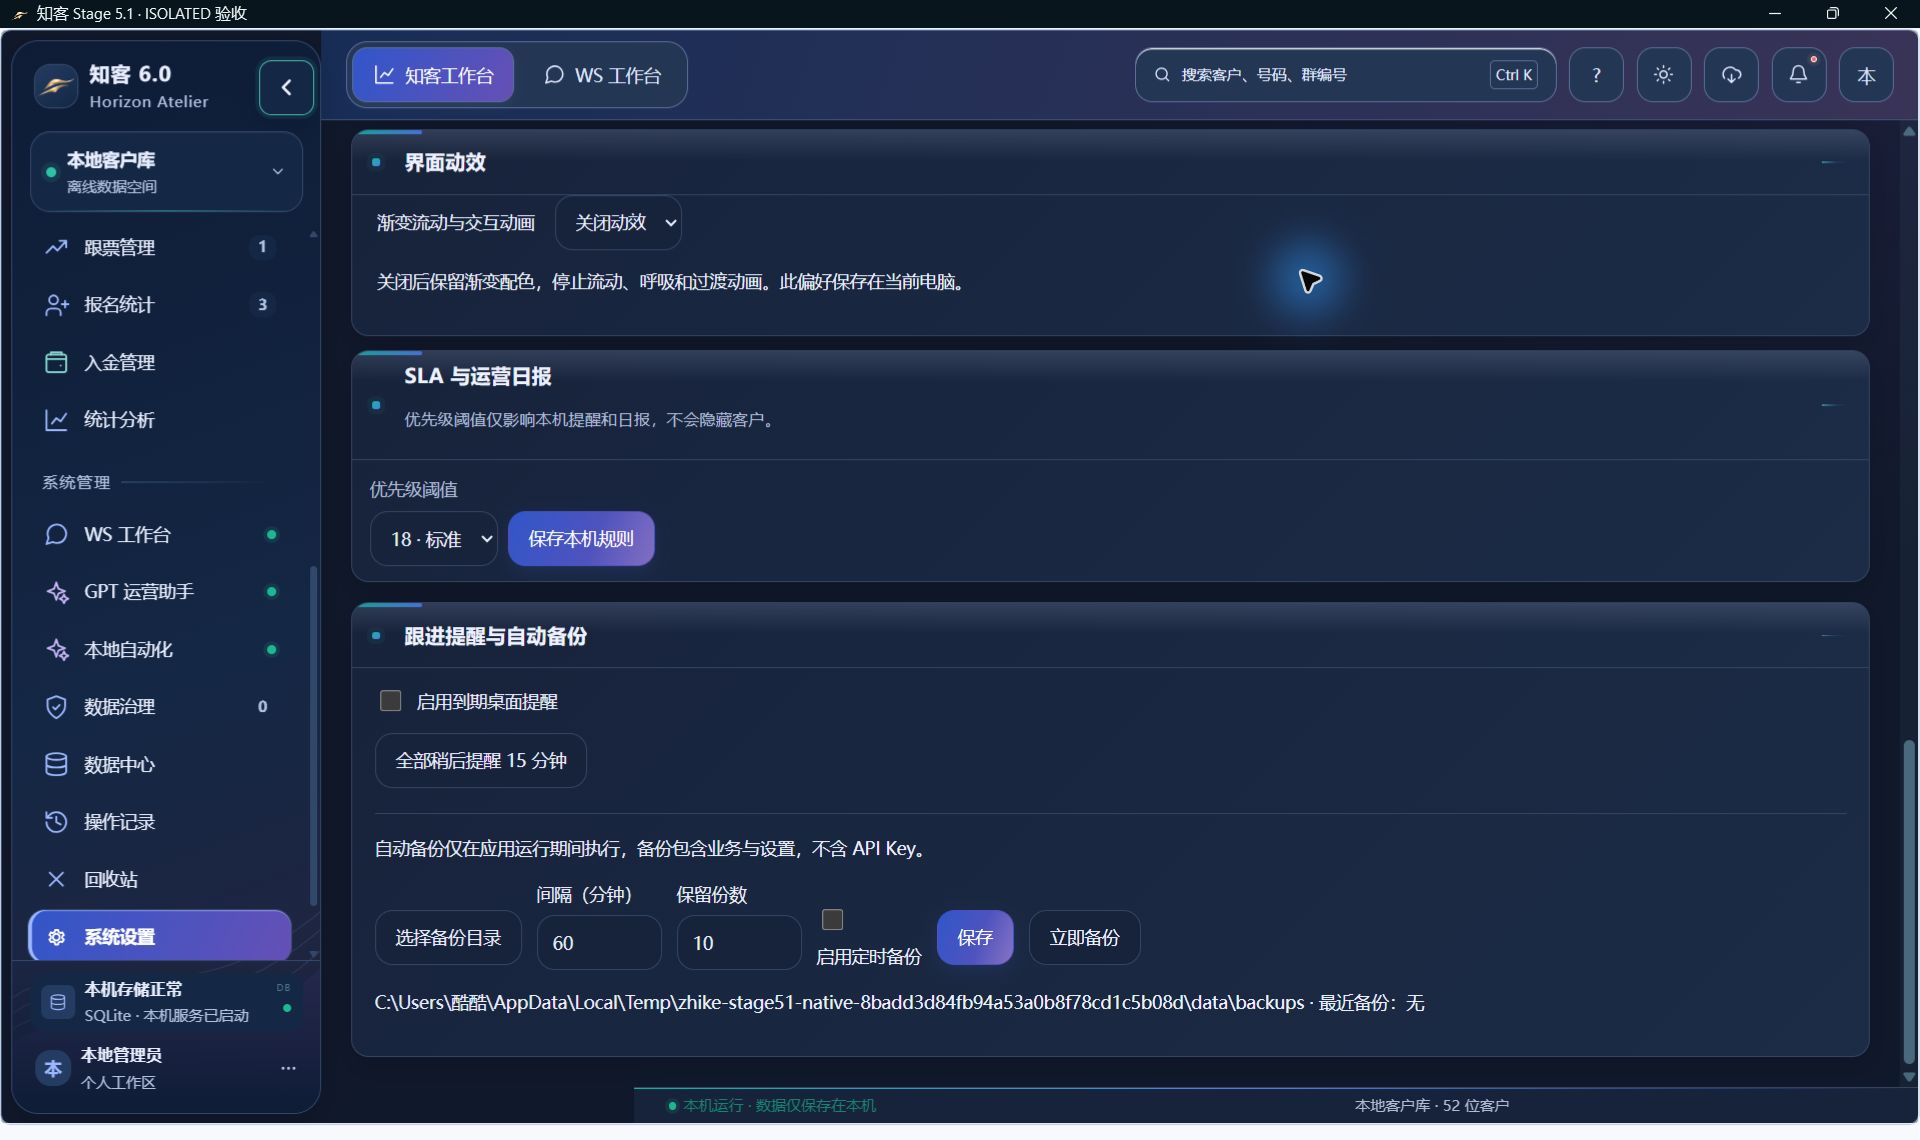 知客 Stage 5.1 · ISOLATED 验收
知客 6.0
Horizon Atelier
知客工作台
WS 工作台
搜索客户、号码、群编号
Ctrl K
?
本
本地客户库
离线数据空间
跟票管理
1
报名统计
3
入金管理
统计分析
系统管理
WS 工作台
GPT 运营助手
本地自动化
数据治理
0
数据中心
操作记录
回收站
系统设置
本机存储正常
DB
SQLite · 本机服务已启动
本
本地管理员
个人工作区
...
界面动效
渐变流动与交互动画
关闭动效
关闭后保留渐变配色，停止流动、呼吸和过渡动画。此偏好保存在当前电脑。
SLA 与运营日报
优先级阈值仅影响本机提醒和日报，不会隐藏客户。
优先级阈值
18 · 标准
保存本机规则
跟进提醒与自动备份
启用到期桌面提醒
全部稍后提醒 15 分钟
自动备份仅在应用运行期间执行，备份包含业务与设置，不含 API Key。
间隔（分钟）
保留份数
选择备份目录
60
10
启用定时备份
保存
立即备份
C:\Users\酷酷\AppData\Local\Temp\zhike-stage51-native-8badd3d84fb94a53a0b8f78cd1c5b08d\data\backups · 最近备份：无
本机运行 · 数据仅保存在本机
本地客户库 · 52 位客户